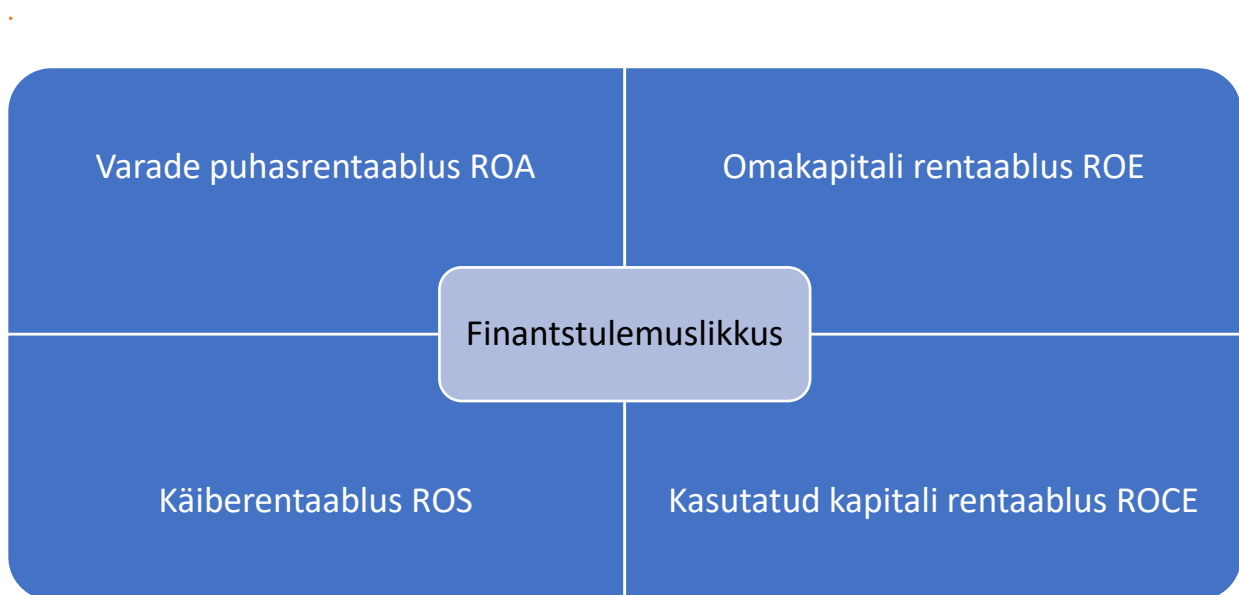 Varade puhasrentaablus ROA
Omakapitali rentaablus ROE
Finantstulemuslikkus
Käiberentaablus ROS
Kasutatud kapitali rentaablus ROCE